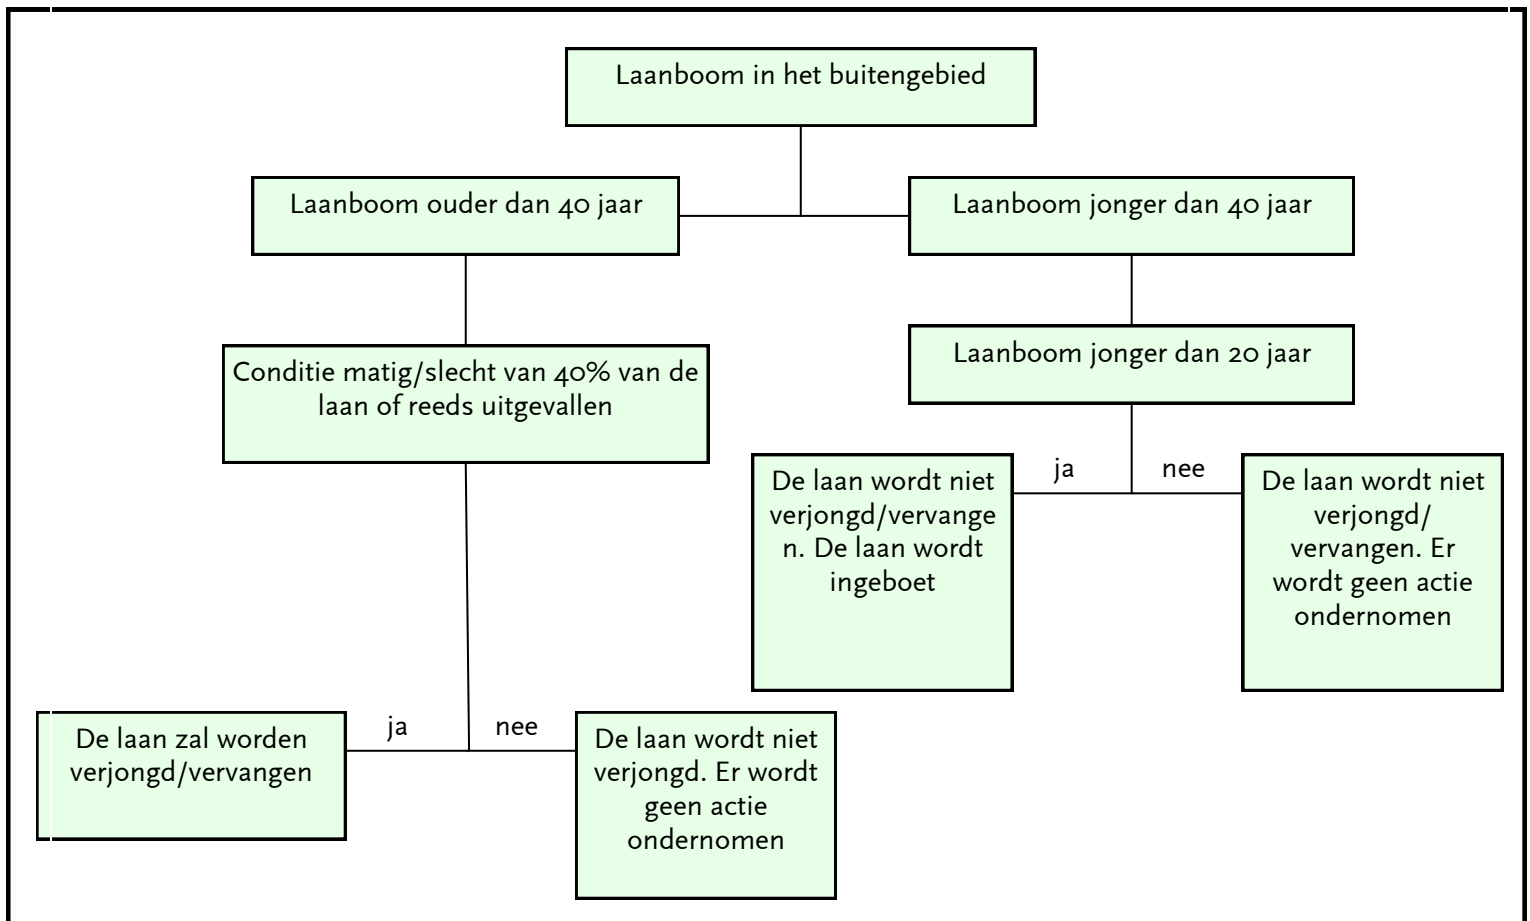 Laanboom in het buitengebied
Laanboom ouder dan 40 jaar
Laanboom jonger dan 40 jaar
Conditie matig/slecht van 40% van de
laan of reeds uitgevallen
Laanboom jonger dan 20 jaar
ja
nee
De laan wordt niet
verjongd/vervange
n. De laan wordt
ingeboet
De laan wordt niet
verjongd/
vervangen. Er
wordt geen actie
ondernomen
ja
nee
De laan zal worden
verjongd/vervangen
De laan wordt niet
verjongd. Er wordt
geen actie
ondernomen